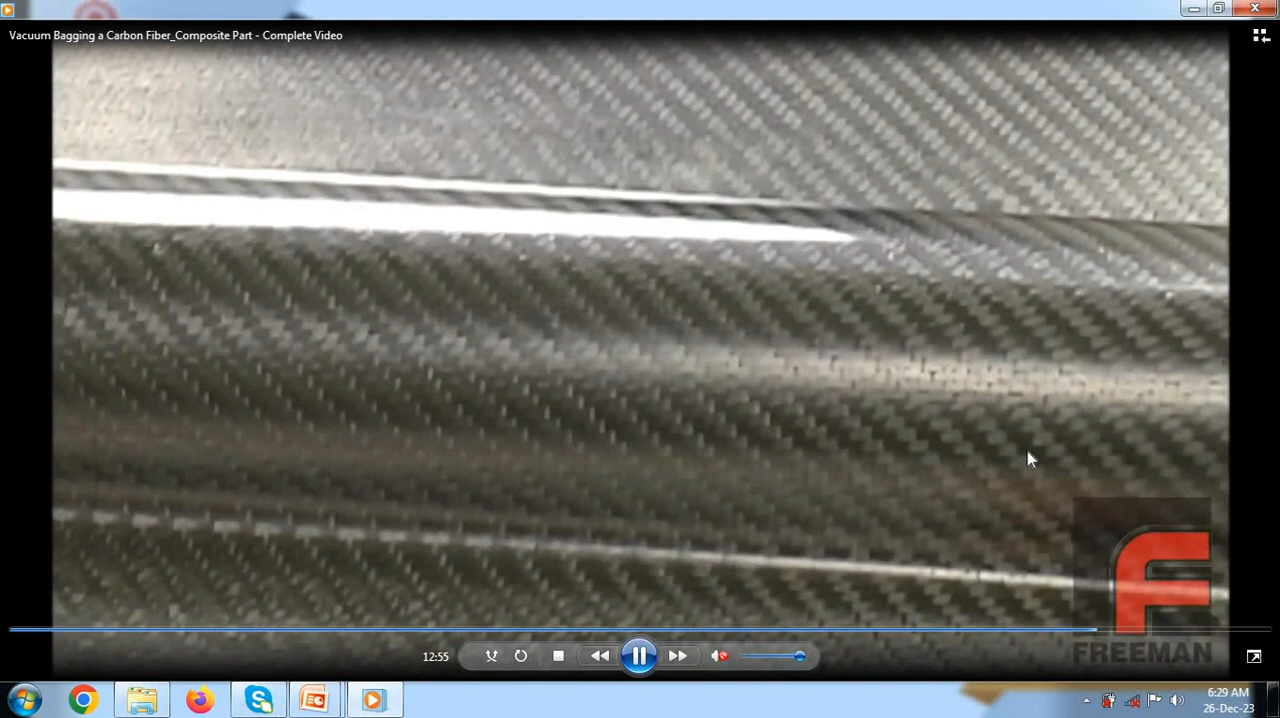 Vacuum Bagging a Carbon Fiber_Composite Part - Complete Video
FREEMAN
12:55
6:29 AM
26-Dec-23